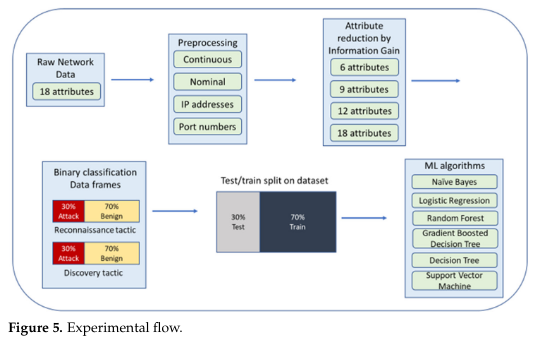 Raw Network
Data
18 attributes
Preprocessing
Continuous
Nominal
IP addresses
Port numbers
Attribute
reduction by
Information Gain
6 attributes
9 attributes
12 attributes
18 attributes
Binary classification
Data frames
30%
Attack
70%
Benign
Reconnaissance tactic
30%
Attack
70%
Benign
Discovery tactic
Test/train split on dataset
30%
Test
70%
Train
ML algorithms
Naïve Bayes
Logistic Regression
Random Forest
Gradient Boosted
Decision Tree
Decision Tree
Support Vector
Machine
Figure 5. Experimental flow.